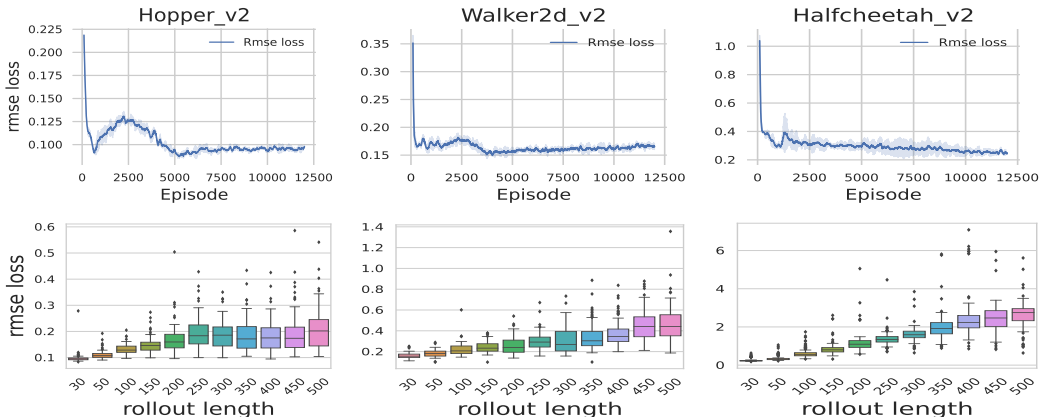 Hopper_v2
Walker2d_v2
Halfcheetah_v2
rmse loss
0.225
0.200
0.175
0.150
0.125
0.100
Rmse loss
0 2500 5000 7500 10000 12500
Episode
0.35
0.30
0.25
0.20
0.15
Rmse loss
0 2500 5000 7500 10000 12500
Episode
1.0
0.8
0.6
0.4
0.2
Rmse loss
0 2500 5000 7500 10000 12500
Episode
rmse loss
0.6
0.5
0.4
0.3
0.2
0.1
30 50 100 150 200 250 300 350 400 450 500
rollout length
1.4
1.2
1.0
0.8
0.6
0.4
0.2
30 50 100 150 200 250 300 350 400 450 500
rollout length
6
4
2
0
30 50 100 150 200 250 300 350 400 450 500
rollout length